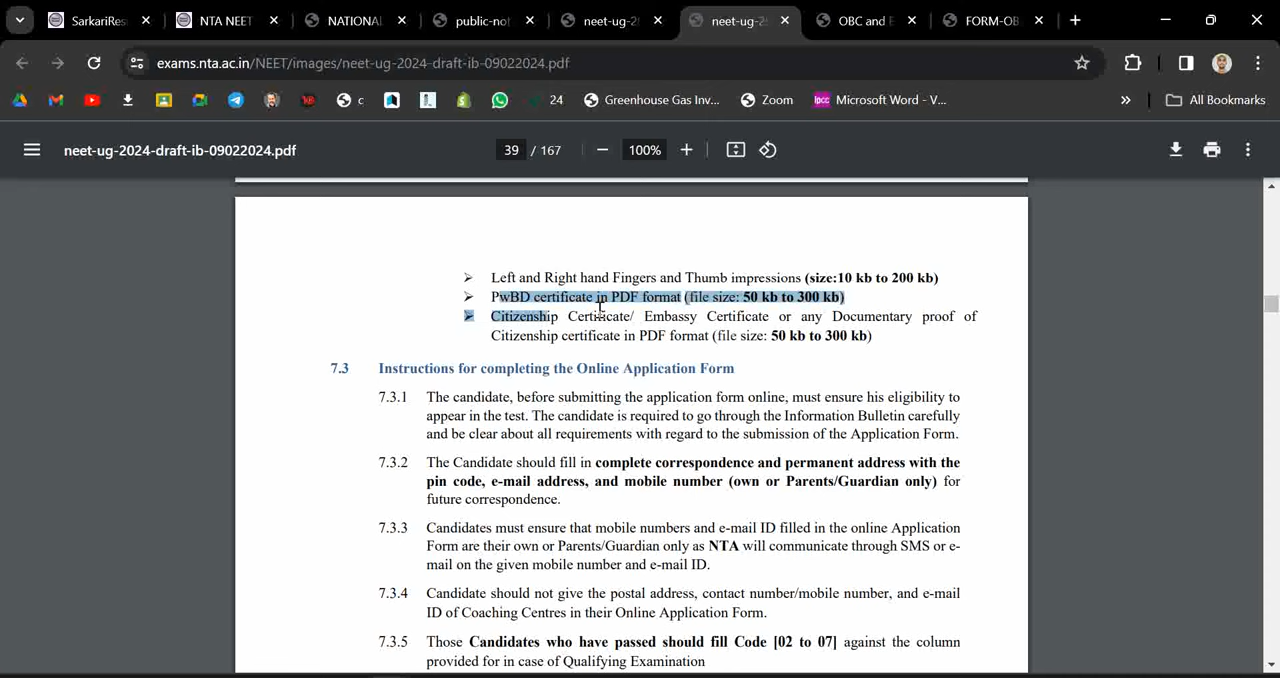 SarkariRes
NTA NEET
NATIONAL
public-not
neet-ug-2
neet-ug-2
OBC and E
FORM-OB
exams.nta.ac.in/NEET/images/neet-ug-2024-draft-ib-09022024.pdf
c
24
Greenhouse Gas Inv...
Zoom
ipcc
Microsoft Word - V...
All Bookmarks
neet-ug-2024-draft-ib-09022024.pdf
39 / 167
100%
➢ Left and Right hand Fingers and Thumb impressions (size:10 kb to 200 kb)
➢ PwBD certificate in PDF format (file size: 50 kb to 300 kb)
➢ Citizenship Certificate/ Embassy Certificate or any Documentary proof of
Citizenship certificate in PDF format (file size: 50 kb to 300 kb)
7.3 Instructions for completing the Online Application Form
7.3.1 The candidate, before submitting the application form online, must ensure his eligibility to
appear in the test. The candidate is required to go through the Information Bulletin carefully
and be clear about all requirements with regard to the submission of the Application Form.
7.3.2 The Candidate should fill in complete correspondence and permanent address with the
pin code, e-mail address, and mobile number (own or Parents/Guardian only) for
future correspondence.
7.3.3 Candidates must ensure that mobile numbers and e-mail ID filled in the online Application
Form are their own or Parents/Guardian only as NTA will communicate through SMS or e-
mail on the given mobile number and e-mail ID.
7.3.4 Candidate should not give the postal address, contact number/mobile number, and e-mail
ID of Coaching Centres in their Online Application Form.
7.3.5 Those Candidates who have passed should fill Code [02 to 07] against the column
provided for in case of Qualifying Examination